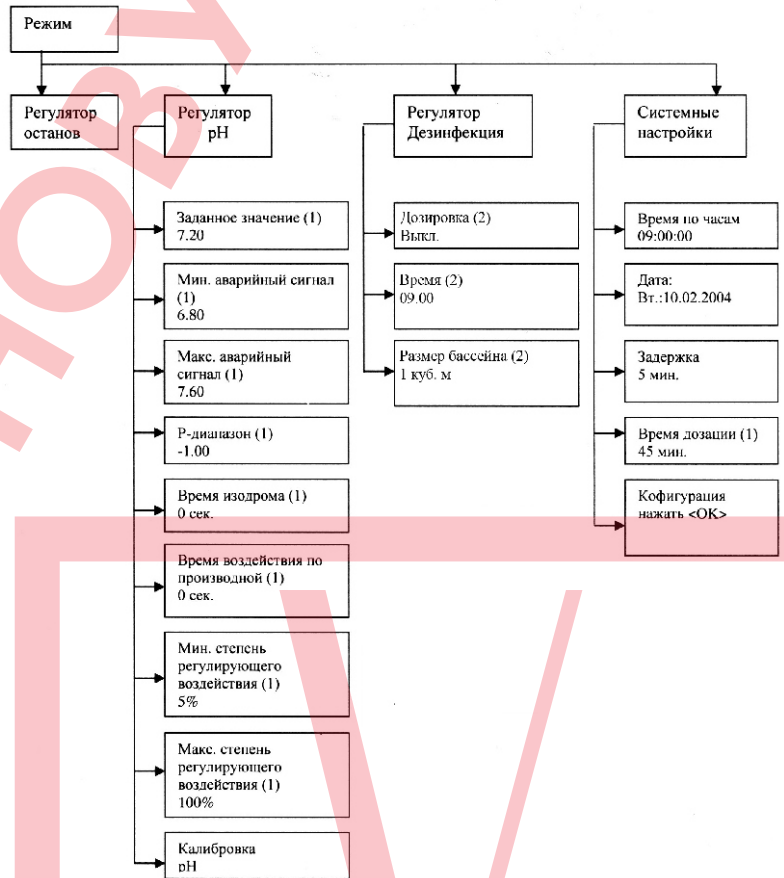 Режим
Регулятор
останов
Регулятор
pH
Регулятор
Дезинфекция
Системные
настройки
Заданное значение (1)
7.20
Мин. аварийный сигнал
(1)
6.80
Макс. аварийный
сигнал (1)
7.60
Р-диапазон (1)
-1.00
Время изодрома (1)
0 сек.
Время воздействия по
производной (1)
0 сек.
Мин. степень
регулирующего
воздействия (1)
5%
Макс. степень
регулирующего
воздействия (1)
100%
Калибровка
pH
Дозировка (2)
Выкл.
Время (2)
09.00
Размер бассейна (2)
1 куб. м
Время по часам
09:00:00
Дата:
Вт.:10.02.2004
Задержка
5 мин.
Время дозации (1)
45 мин.
Кофигурация
нажать <OK>
НОВУ